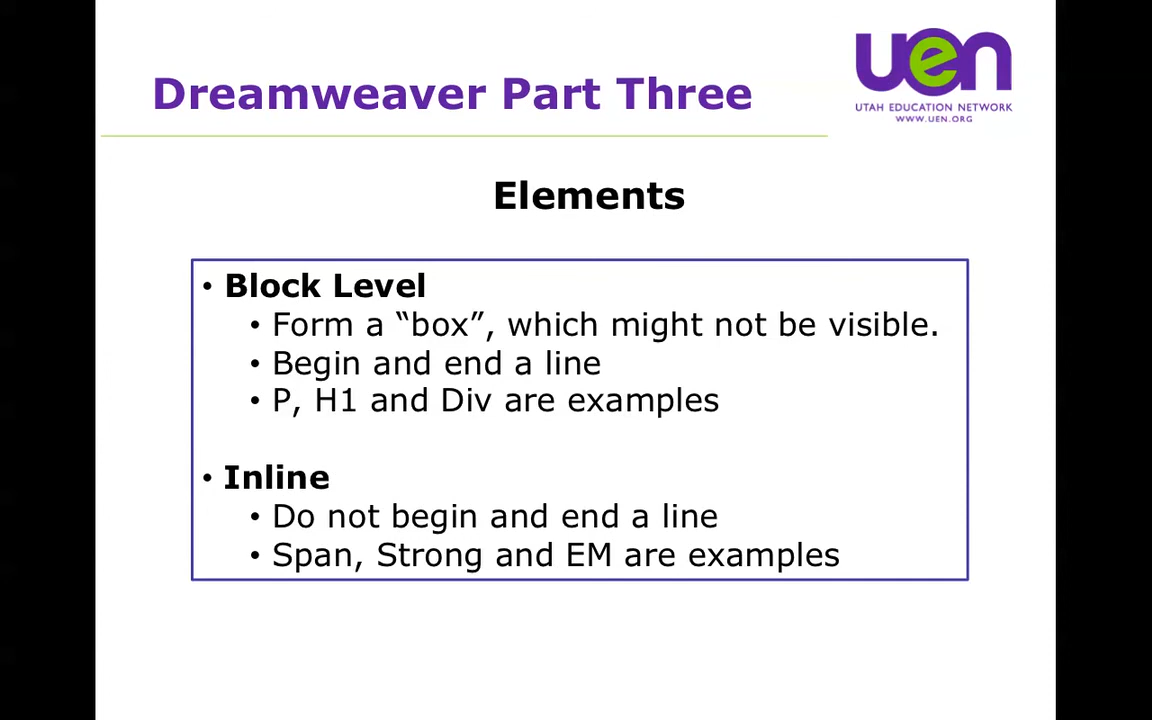 uen
UTAH EDUCATION NETWORK
WWW.UEN.ORG
Dreamweaver Part Three
Elements
• Block Level
• Form a “box”, which might not be visible.
• Begin and end a line
• P, H1 and Div are examples
• Inline
• Do not begin and end a line
• Span, Strong and EM are examples